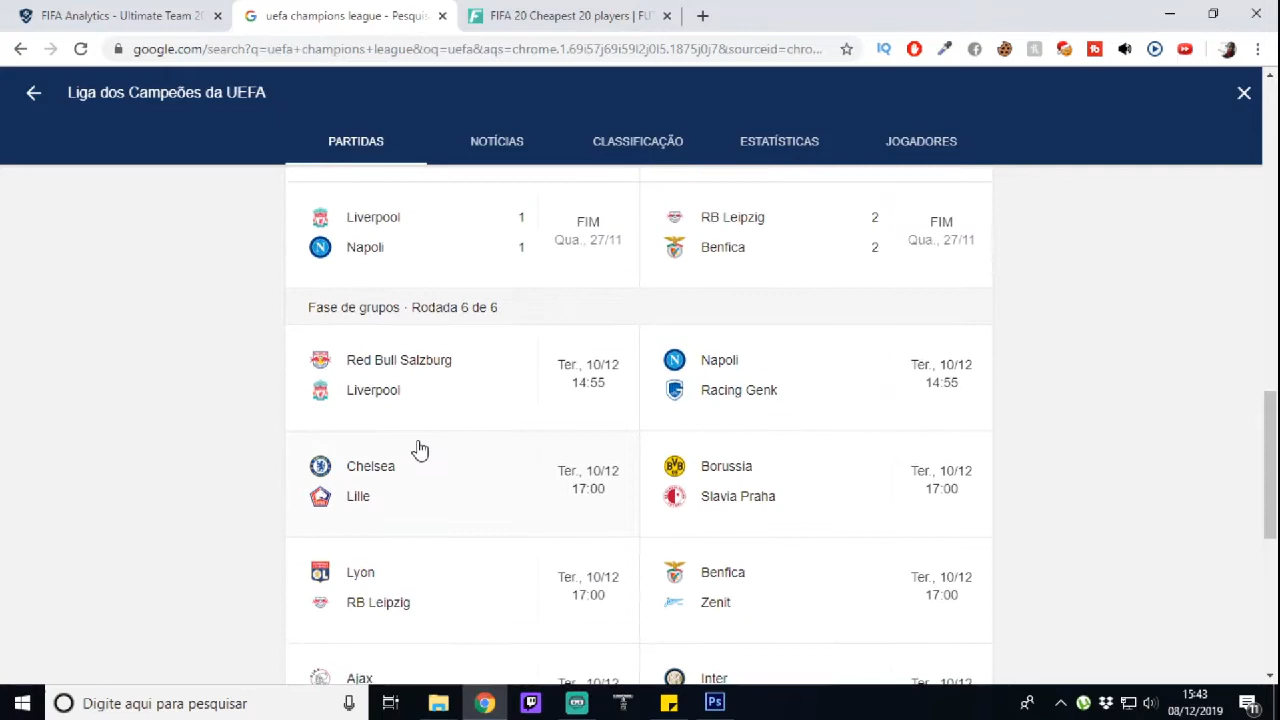 FIFA Analytics - Ultimate Team 20
uefa champions league - Pesquis
FIFA 20 Cheapest 20 players | FU
google.com/search?q=uefa+champions+league&oq=uefa&aqs=chrome.1.69i57j69i59l2j0l5.1875j0j7&sourceid=chro...
Liga dos Campeões da UEFA
PARTIDAS
NOTÍCIAS
CLASSIFICAÇÃO
ESTATÍSTICAS
JOGADORES
Liverpool 1
Napoli 1
FIM
Qua., 27/11
RB Leipzig 2
Benfica 2
FIM
Qua., 27/11
Fase de grupos · Rodada 6 de 6
Red Bull Salzburg
Liverpool
Ter., 10/12
14:55
Napoli
Racing Genk
Ter., 10/12
14:55
Chelsea
Lille
Ter., 10/12
17:00
Borussia
Slavia Praha
Ter., 10/12
17:00
Lyon
RB Leipzig
Ter., 10/12
17:00
Benfica
Zenit
Ter., 10/12
17:00
Ajax
Ter., 10/12
Inter
Ter., 10/12
Digite aqui para pesquisar
15:43
08/12/2019